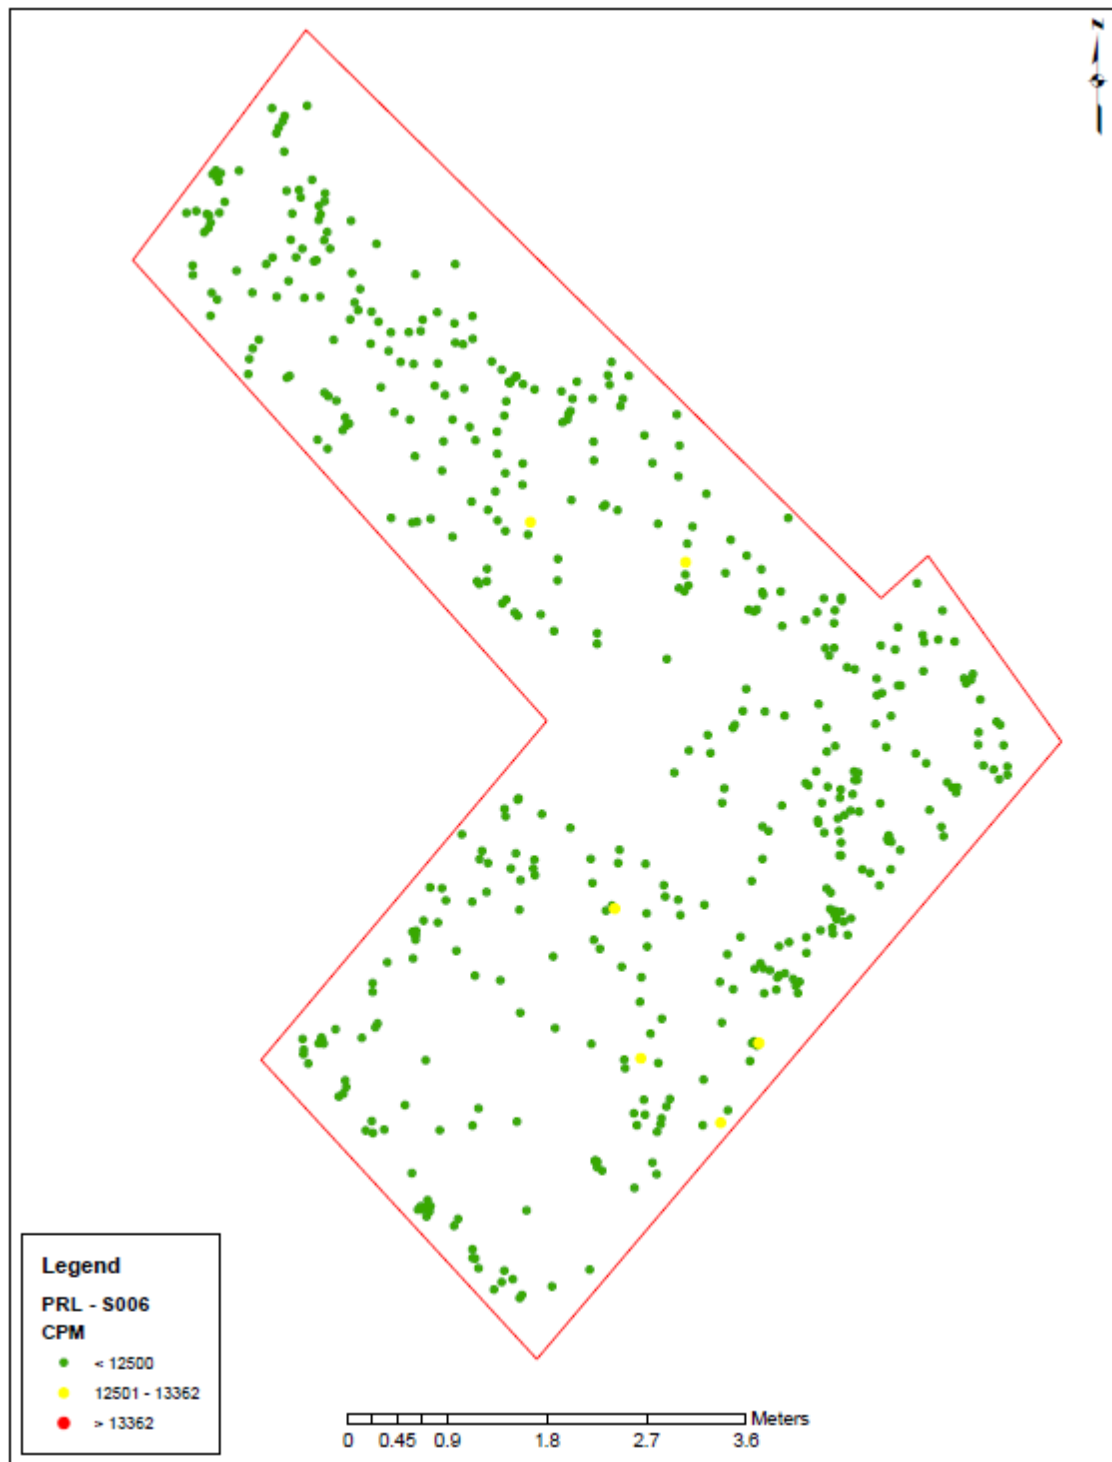 N
Legend
PRL - S006
CPM
< 12500
12501 - 13362
> 13362
Meters
0 0.45 0.9 1.8 2.7 3.6